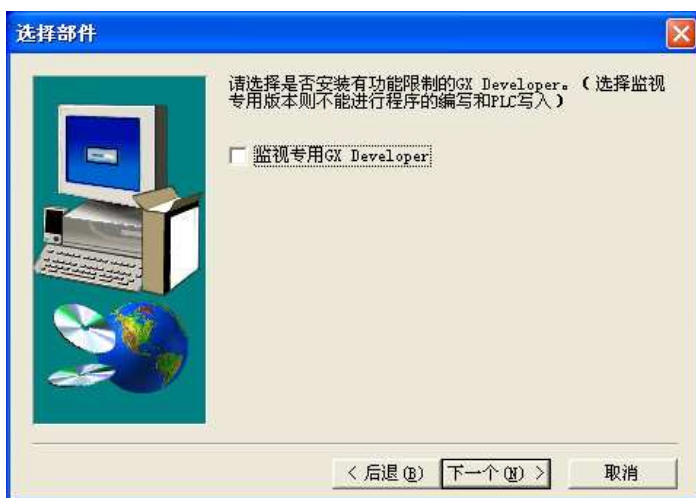 选择部件
请选择是否安装有功能限制的GX Developer。（选择监视
专用版本则不能进行程序的编写和PLC写入）
监视专用GX Developer
< 后退(B) 下一个(N) > 取消